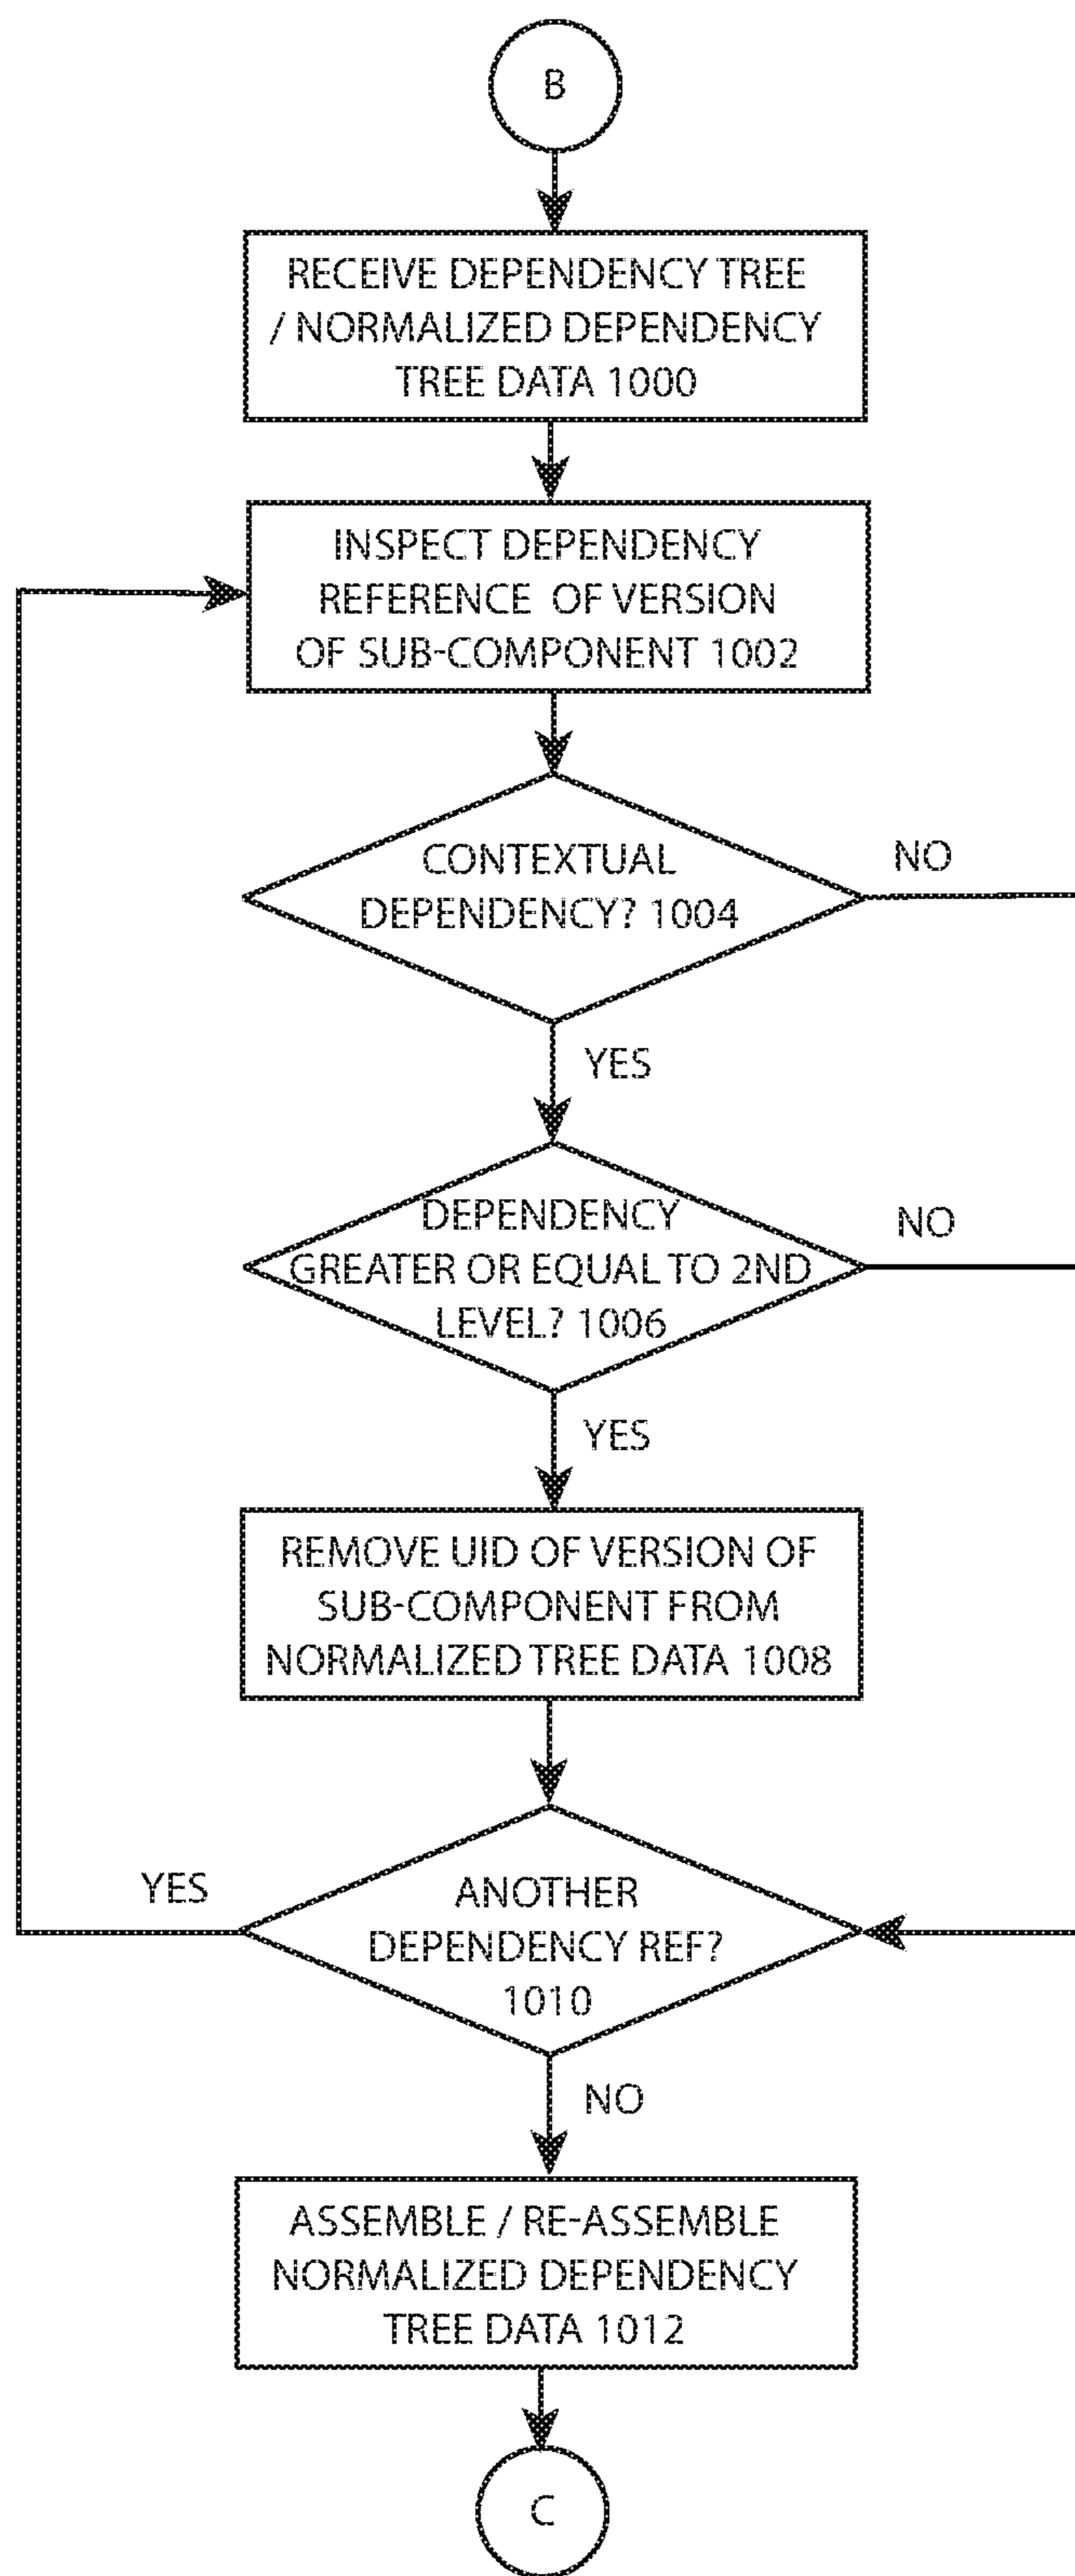 B
RECEIVE DEPENDENCY TREE
/ NORMALIZED DEPENDENCY
TREE DATA 1000
INSPECT DEPENDENCY
REFERENCE OF VERSION
OF SUB-COMPONENT 1002
CONTEXTUAL
DEPENDENCY? 1004
NO
YES
DEPENDENCY
GREATER OR EQUAL TO 2ND
LEVEL? 1006
NO
YES
REMOVE UID OF VERSION OF
SUB-COMPONENT FROM
NORMALIZED TREE DATA 1008
YES
ANOTHER
DEPENDENCY REF?
1010
NO
ASSEMBLE / RE-ASSEMBLE
NORMALIZED DEPENDENCY
TREE DATA 1012
C